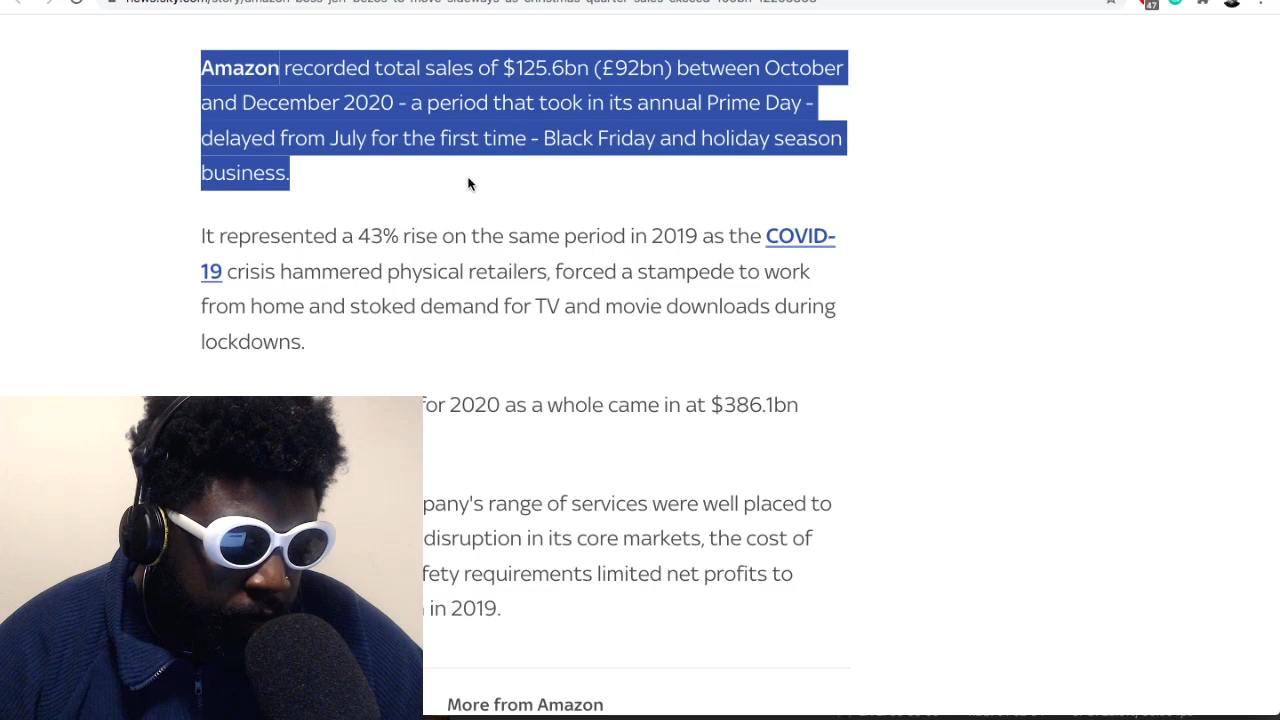 Amazon recorded total sales of $125.6bn (£92bn) between October
and December 2020 - a period that took in its annual Prime Day -
delayed from July for the first time - Black Friday and holiday season
business.
It represented a 43% rise on the same period in 2019 as the COVID-
19 crisis hammered physical retailers, forced a stampede to work
from home and stoked demand for TV and movie downloads during
lockdowns.
for 2020 as a whole came in at $386.1bn
pany's range of services were well placed to
disruption in its core markets, the cost of
fety requirements limited net profits to
in 2019.
More from Amazon
47